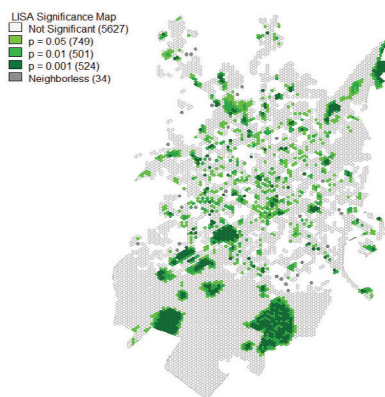 LISA Significance Map
Not Significant (5627)
p = 0.05 (749)
p = 0.01 (501)
p = 0.001 (524)
Neighborless (34)